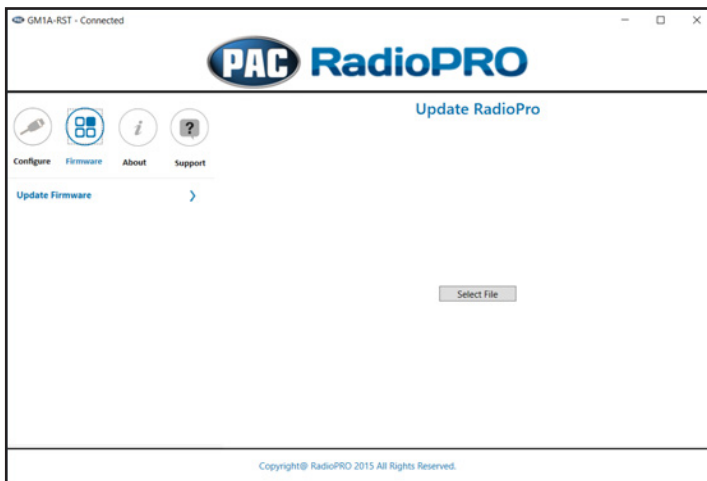 GM1A-RST - Connected
PAC RadioPRO
Update RadioPro
Configure Firmware About Support
Update Firmware
Select File
Copyright@ RadioPRO 2015 All Rights Reserved.